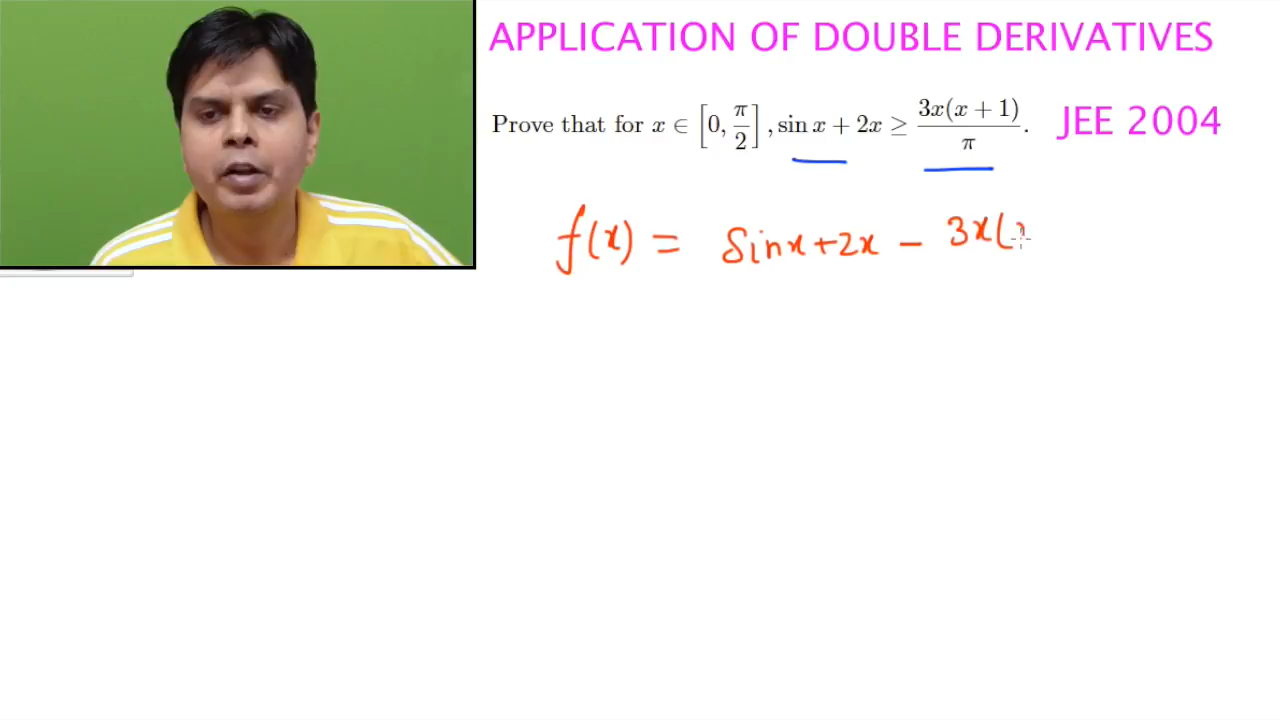 APPLICATION OF DOUBLE DERIVATIVES
Prove that for x ∈ [0, π/2], sin x + 2x ≥ 3x(x + 1)/π. JEE 2004
f(x) = sinx+2x − 3x(